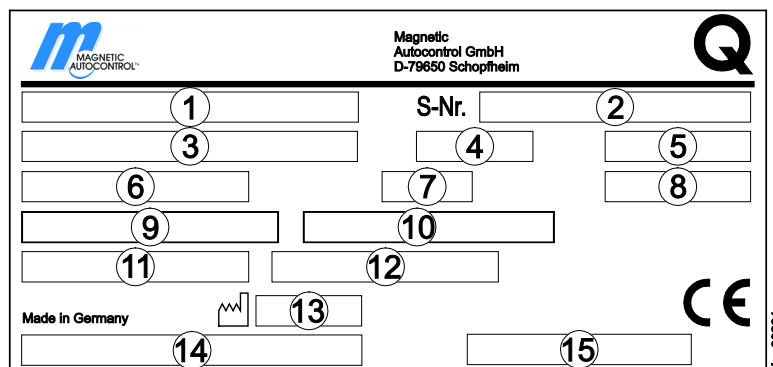 MAGNETIC
AUTOCONTROL
Magnetic
Autocontrol GmbH
D-79650 Schopfheim
Q
1
S-Nr.
2
3
4
5
6
7
8
9
10
11
12
13
Made in Germany
CE
14
15